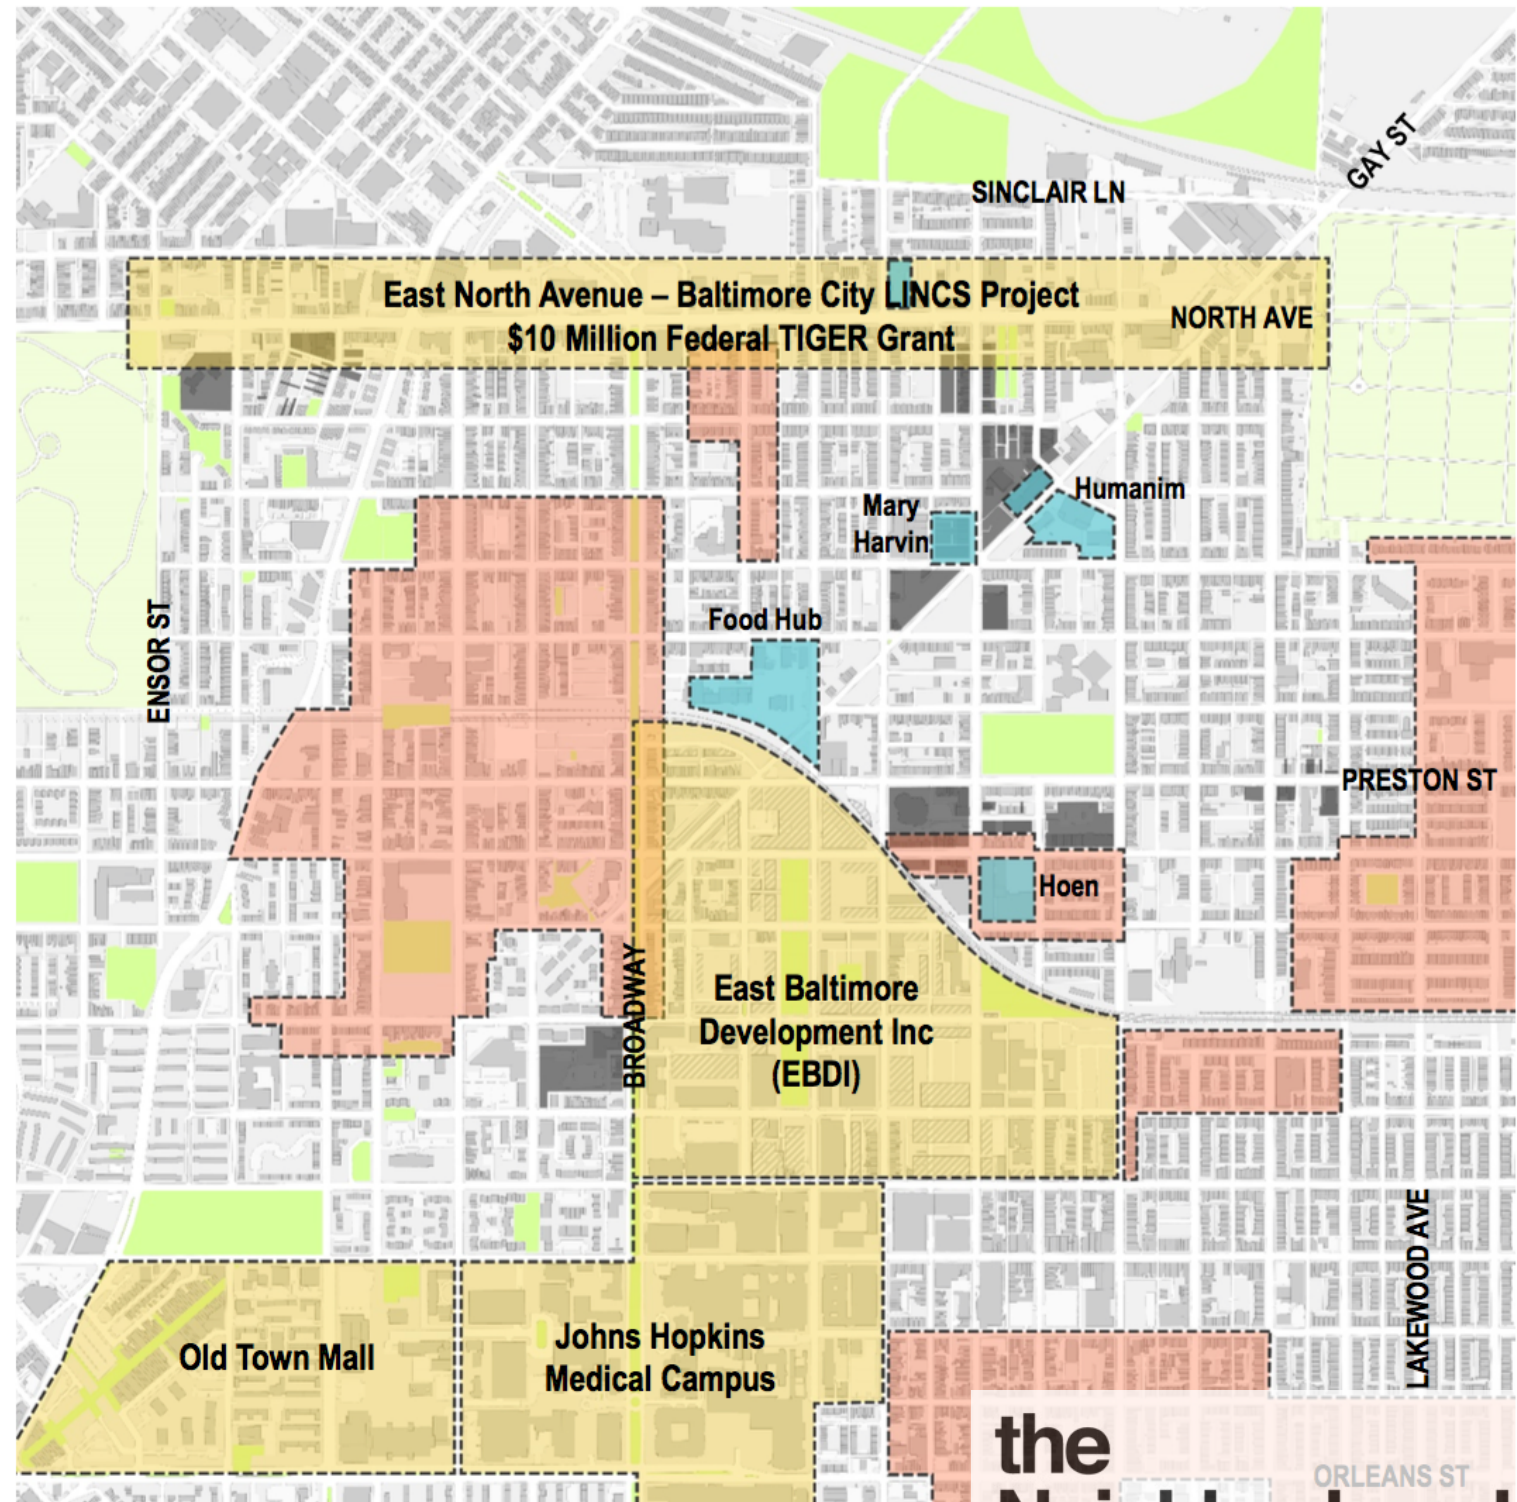 GAY ST
SINCLAIR LN
East North Avenue – Baltimore City LINCS Project
$10 Million Federal TIGER Grant
NORTH AVE
Mary
Harvin
Humanim
Food Hub
ENSOR ST
PRESTON ST
Hoen
BROADWAY
East Baltimore
Development Inc
(EBDI)
LAKEWOOD AVE
Old Town Mall
Johns Hopkins
Medical Campus
the
ORLEANS ST